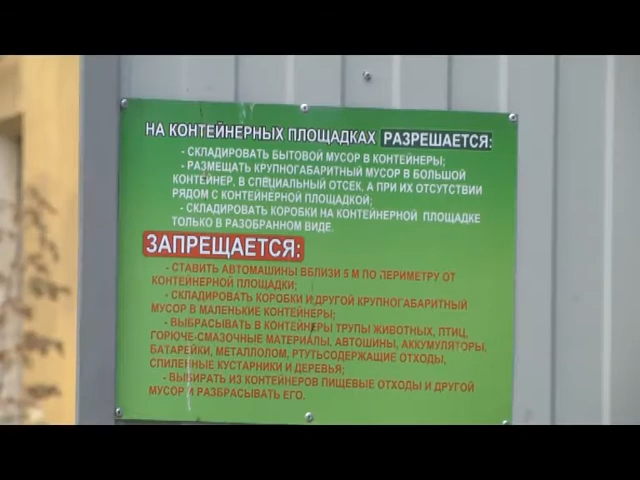 НА КОНТЕЙНЕРНЫХ ПЛОЩАДКАХ РАЗРЕШАЕТСЯ:
- СКЛАДИРОВАТЬ БЫТОВОЙ МУСОР В КОНТЕЙНЕРЫ;
- РАЗМЕЩАТЬ КРУПНОГАБАРИТНЫЙ МУСОР В БОЛЬШОЙ
КОНТЕЙНЕР, В СПЕЦИАЛЬНЫЙ ОТСЕК, А ПРИ ИХ ОТСУТСТВИИ
РЯДОМ С КОНТЕЙНЕРНОЙ ПЛОЩАДКОЙ;
- СКЛАДИРОВАТЬ КОРОБКИ НА КОНТЕЙНЕРНОЙ ПЛОЩАДКЕ
ТОЛЬКО В РАЗОБРАННОМ ВИДЕ.
ЗАПРЕЩАЕТСЯ:
- СТАВИТЬ АВТОМАШИНЫ ВБЛИЗИ 5 М ПО ПЕРИМЕТРУ ОТ
КОНТЕЙНЕРНОЙ ПЛОЩАДКИ;
- СКЛАДИРОВАТЬ КОРОБКИ И ДРУГОЙ КРУПНОГАБАРИТНЫЙ
МУСОР В МАЛЕНЬКИЕ КОНТЕЙНЕРЫ;
- ВЫБРАСЫВАТЬ В КОНТЕЙНЕРЫ ТРУПЫ ЖИВОТНЫХ, ПТИЦ,
ГОРЮЧЕ-СМАЗОЧНЫЕ МАТЕРИАЛЫ, АВТОШИНЫ, АККУМУЛЯТОРЫ,
БАТАРЕЙКИ, МЕТАЛЛОЛОМ, РТУТЬСОДЕРЖАЩИЕ ОТХОДЫ,
СПИЛЕННЫЕ КУСТАРНИКИ И ДЕРЕВЬЯ;
- ВЫБИРАТЬ ИЗ КОНТЕЙНЕРОВ ПИЩЕВЫЕ ОТХОДЫ И ДРУГОЙ
МУСОР И РАЗБРАСЫВАТЬ ЕГО.